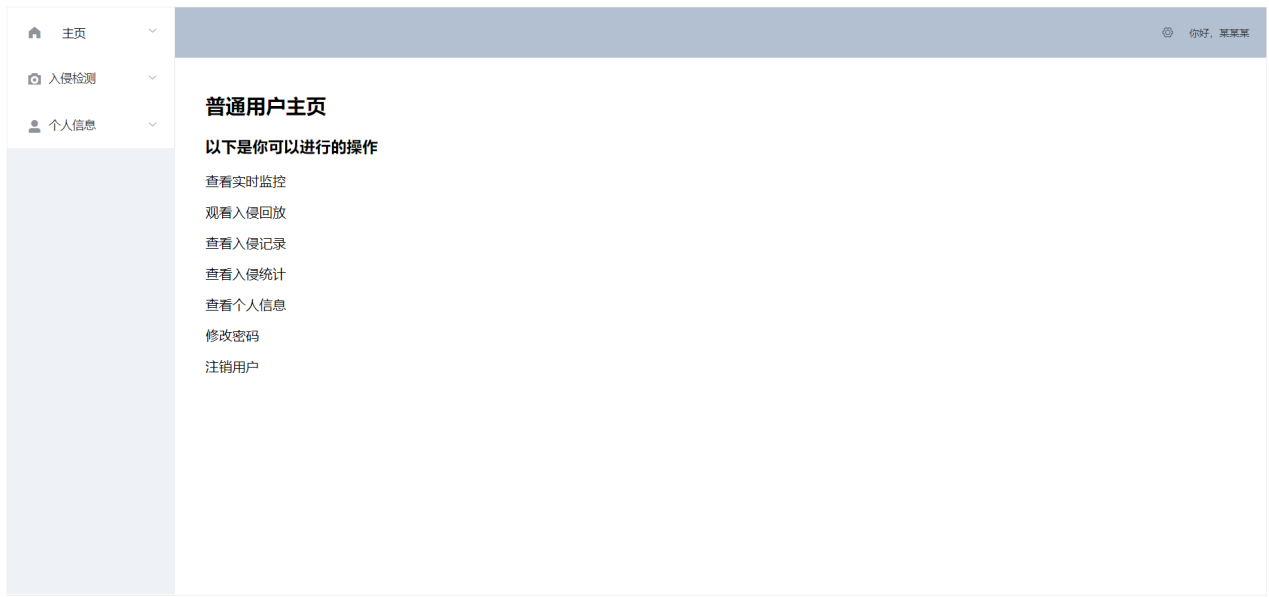 主页
入侵检测
个人信息
你好，某某某
普通用户主页
以下是你可以进行的操作
查看实时监控
观看入侵回放
查看入侵记录
查看入侵统计
查看个人信息
修改密码
注销用户